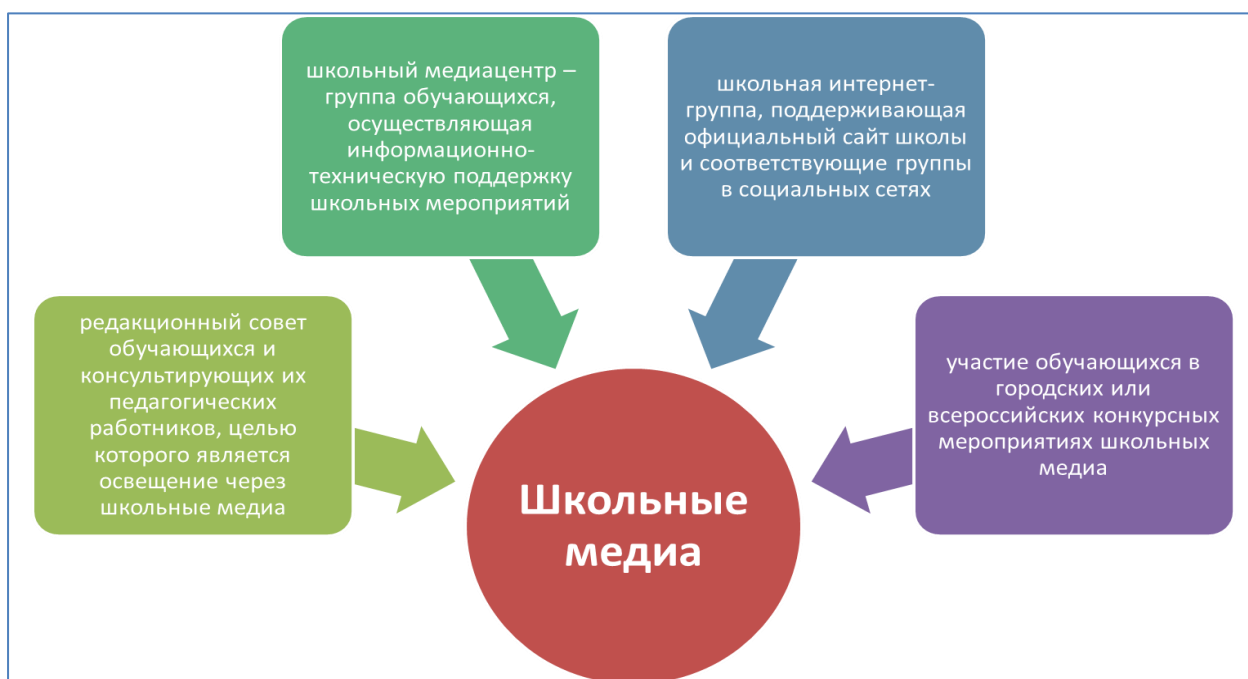 школьный медиацентр –
группа обучающихся,
осуществляющая
информационно-
техническую поддержку
школьных мероприятий
школьная интернет-
группа, поддерживающая
официальный сайт школы
и соответствующие группы
в социальных сетях
редакционный совет
обучающихся и
консультирующих их
педагогических
работников, целью
которого является
освещение через
школьные медиа
участие обучающихся в
городских или
всероссийских конкурсных
мероприятиях школьных
медиа
Школьные
медиа